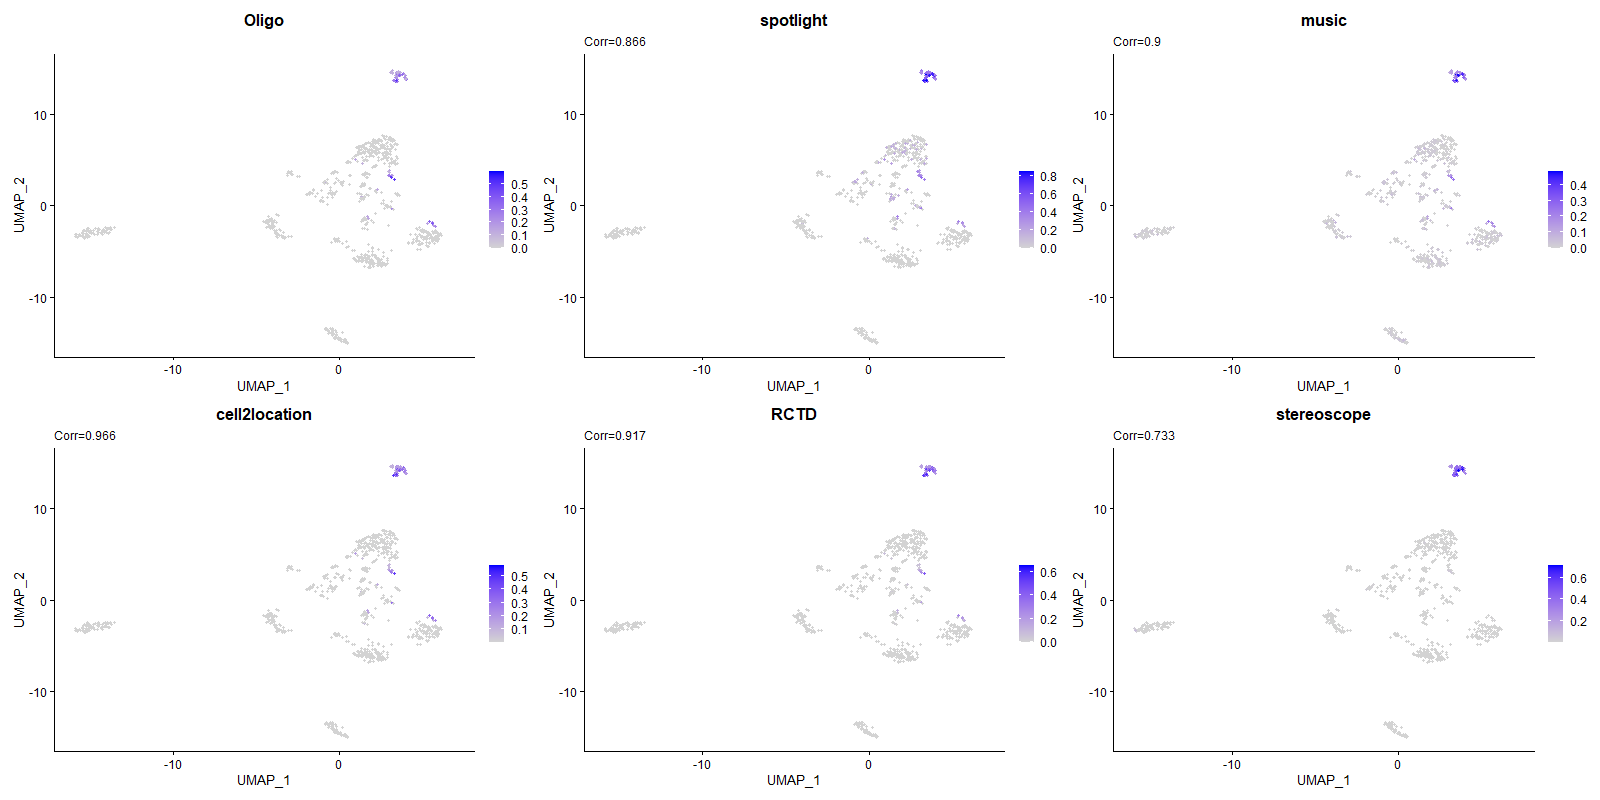 Oligo
10
0
-10
UMAP_2
-10
0
UMAP_1
0.5
0.4
0.3
0.2
0.1
0.0
spotlight
Corr=0.866
10
0
-10
UMAP_2
-10
0
UMAP_1
0.8
0.6
0.4
0.2
0.0
music
Corr=0.9
10
0
-10
UMAP_2
-10
0
UMAP_1
0.4
0.3
0.2
0.1
0.0
cell2location
Corr=0.966
10
0
-10
UMAP_2
-10
0
UMAP_1
0.5
0.4
0.3
0.2
0.1
RCTD
Corr=0.917
10
0
-10
UMAP_2
-10
0
UMAP_1
0.6
0.4
0.2
0.0
stereoscope
Corr=0.733
10
0
-10
UMAP_2
-10
0
UMAP_1
0.6
0.4
0.2